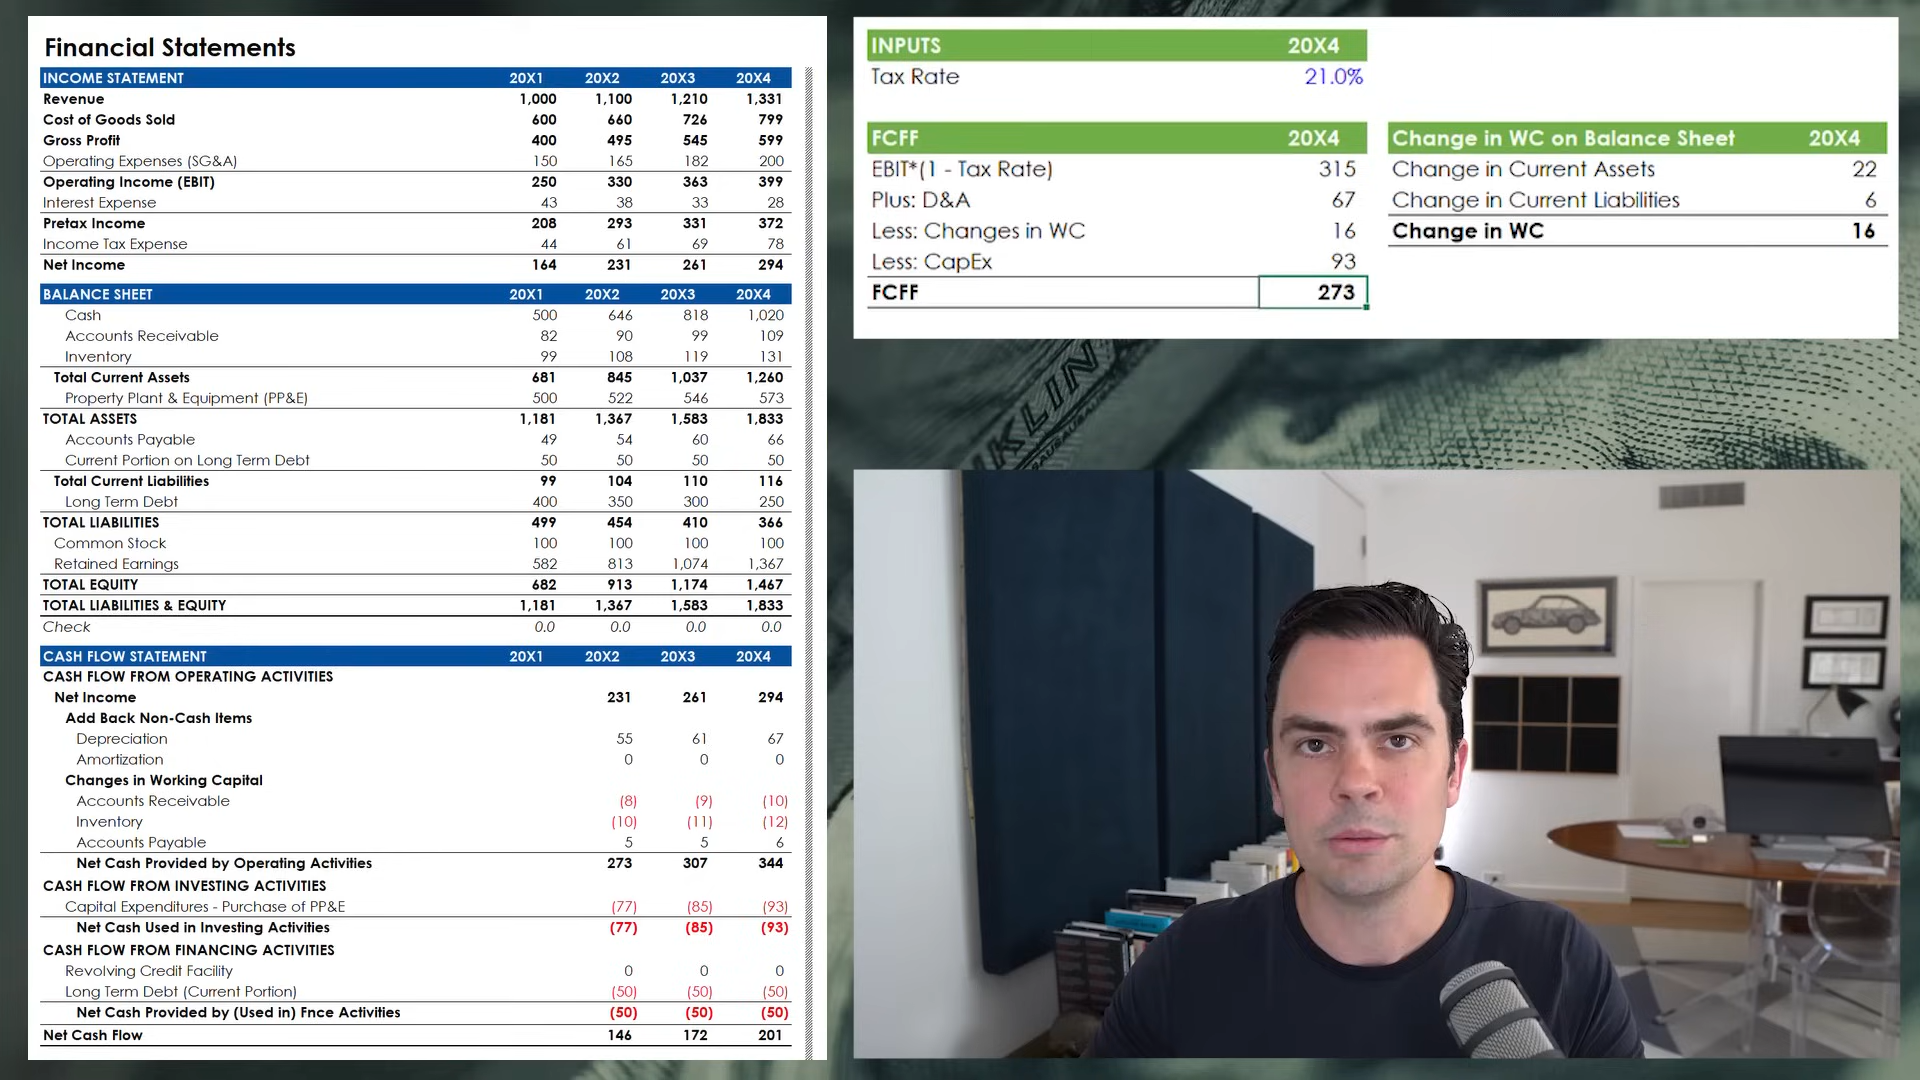 Financial Statements
INCOME STATEMENT 20X1 20X2 20X3 20X4
Revenue 1,000 1,100 1,210 1,331
Cost of Goods Sold 600 660 726 799
Gross Profit 400 495 545 599
Operating Expenses (SG&A) 150 165 182 200
Operating Income (EBIT) 250 330 363 399
Interest Expense 43 38 33 28
Pretax Income 208 293 331 372
Income Tax Expense 44 61 69 78
Net Income 164 231 261 294
BALANCE SHEET 20X1 20X2 20X3 20X4
Cash 500 646 818 1,020
Accounts Receivable 82 90 99 109
Inventory 99 108 119 131
Total Current Assets 681 845 1,037 1,260
Property Plant & Equipment (PP&E) 500 522 546 573
TOTAL ASSETS 1,181 1,367 1,583 1,833
Accounts Payable 49 54 60 66
Current Portion on Long Term Debt 50 50 50 50
Total Current Liabilities 99 104 110 116
Long Term Debt 400 350 300 250
TOTAL LIABILITIES 499 454 410 366
Common Stock 100 100 100 100
Retained Earnings 582 813 1,074 1,367
TOTAL EQUITY 682 913 1,174 1,467
TOTAL LIABILITIES & EQUITY 1,181 1,367 1,583 1,833
Check 0.0 0.0 0.0 0.0
CASH FLOW STATEMENT 20X1 20X2 20X3 20X4
CASH FLOW FROM OPERATING ACTIVITIES
Net Income 231 261 294
Add Back Non-Cash Items
Depreciation 55 61 67
Amortization 0 0 0
Changes in Working Capital
Accounts Receivable (8) (9) (10)
Inventory (10) (11) (12)
Accounts Payable 5 5 6
Net Cash Provided by Operating Activities 273 307 344
CASH FLOW FROM INVESTING ACTIVITIES
Capital Expenditures - Purchase of PP&E (77) (85) (93)
Net Cash Used in Investing Activities (77) (85) (93)
CASH FLOW FROM FINANCING ACTIVITIES
Revolving Credit Facility 0 0 0
Long Term Debt (Current Portion) (50) (50) (50)
Net Cash Provided by (Used in) Fnce Activities (50) (50) (50)
Net Cash Flow 146 172 201
INPUTS 20X4
Tax Rate 21.0%
FCFF 20X4
EBIT*(1 - Tax Rate) 315
Plus: D&A 67
Less: Changes in WC 16
Less: CapEx 93
FCFF 273
Change in WC on Balance Sheet 20X4
Change in Current Assets 22
Change in Current Liabilities 6
Change in WC 16
KLIN